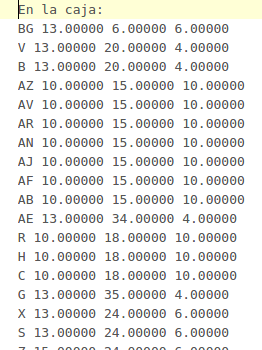 En la caja:
BG 13.00000 6.00000 6.00000
V 13.00000 20.00000 4.00000
B 13.00000 20.00000 4.00000
AZ 10.00000 15.00000 10.00000
AV 10.00000 15.00000 10.00000
AR 10.00000 15.00000 10.00000
AN 10.00000 15.00000 10.00000
AJ 10.00000 15.00000 10.00000
AF 10.00000 15.00000 10.00000
AB 10.00000 15.00000 10.00000
AE 13.00000 34.00000 4.00000
R 10.00000 18.00000 10.00000
H 10.00000 18.00000 10.00000
C 10.00000 18.00000 10.00000
G 13.00000 35.00000 4.00000
X 13.00000 24.00000 6.00000
S 13.00000 24.00000 6.00000